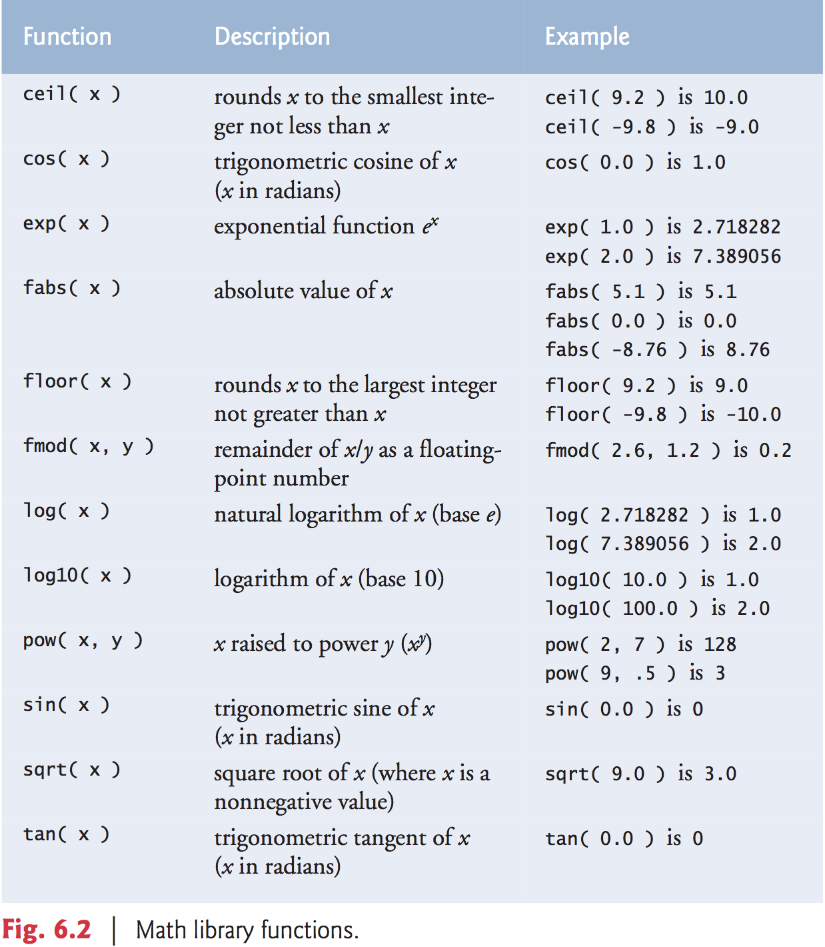 Function Description Example
ceil( x ) rounds x to the smallest inte- ceil( 9.2 ) is 10.0
ger not less than x ceil( -9.8 ) is -9.0
cos( x ) trigonometric cosine of x cos( 0.0 ) is 1.0
(x in radians)
exp( x ) exponential function eˣ exp( 1.0 ) is 2.718282
exp( 2.0 ) is 7.389056
fabs( x ) absolute value of x fabs( 5.1 ) is 5.1
fabs( 0.0 ) is 0.0
fabs( -8.76 ) is 8.76
floor( x ) rounds x to the largest integer floor( 9.2 ) is 9.0
not greater than x floor( -9.8 ) is -10.0
fmod( x, y ) remainder of x/y as a floating- fmod( 2.6, 1.2 ) is 0.2
point number
log( x ) natural logarithm of x (base e) log( 2.718282 ) is 1.0
log( 7.389056 ) is 2.0
log10( x ) logarithm of x (base 10) log10( 10.0 ) is 1.0
log10( 100.0 ) is 2.0
pow( x, y ) x raised to power y (xʸ) pow( 2, 7 ) is 128
pow( 9, .5 ) is 3
sin( x ) trigonometric sine of x sin( 0.0 ) is 0
(x in radians)
sqrt( x ) square root of x (where x is a sqrt( 9.0 ) is 3.0
nonnegative value)
tan( x ) trigonometric tangent of x tan( 0.0 ) is 0
(x in radians)
Fig. 6.2 | Math library functions.